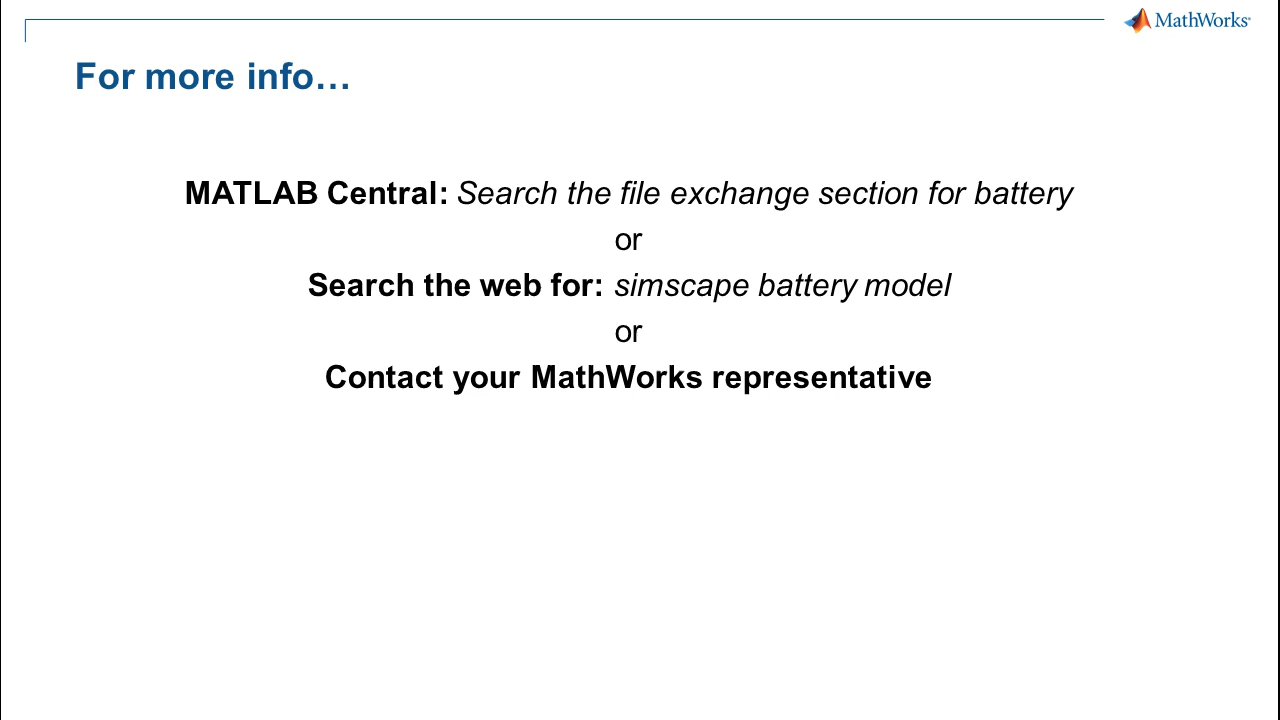 MathWorks®
For more info…
MATLAB Central: Search the file exchange section for battery
or
Search the web for: simscape battery model
or
Contact your MathWorks representative